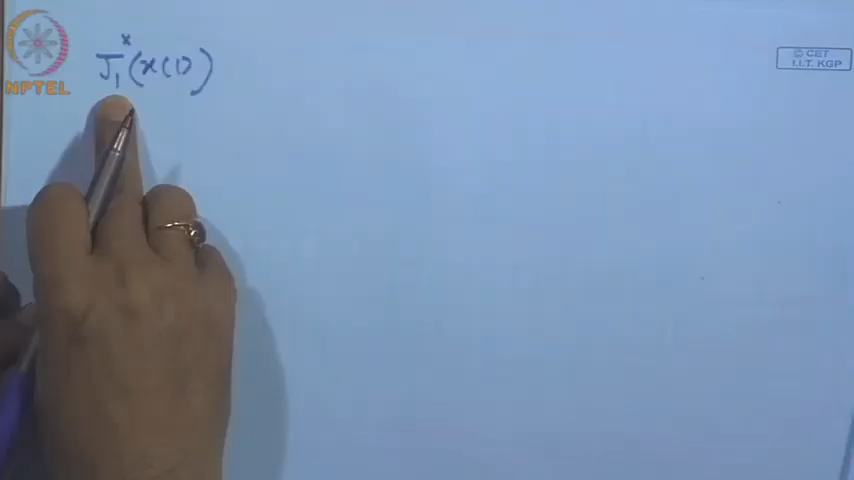 J₁*(x(1))
© CET
I.I.T. KGP
NPTEL